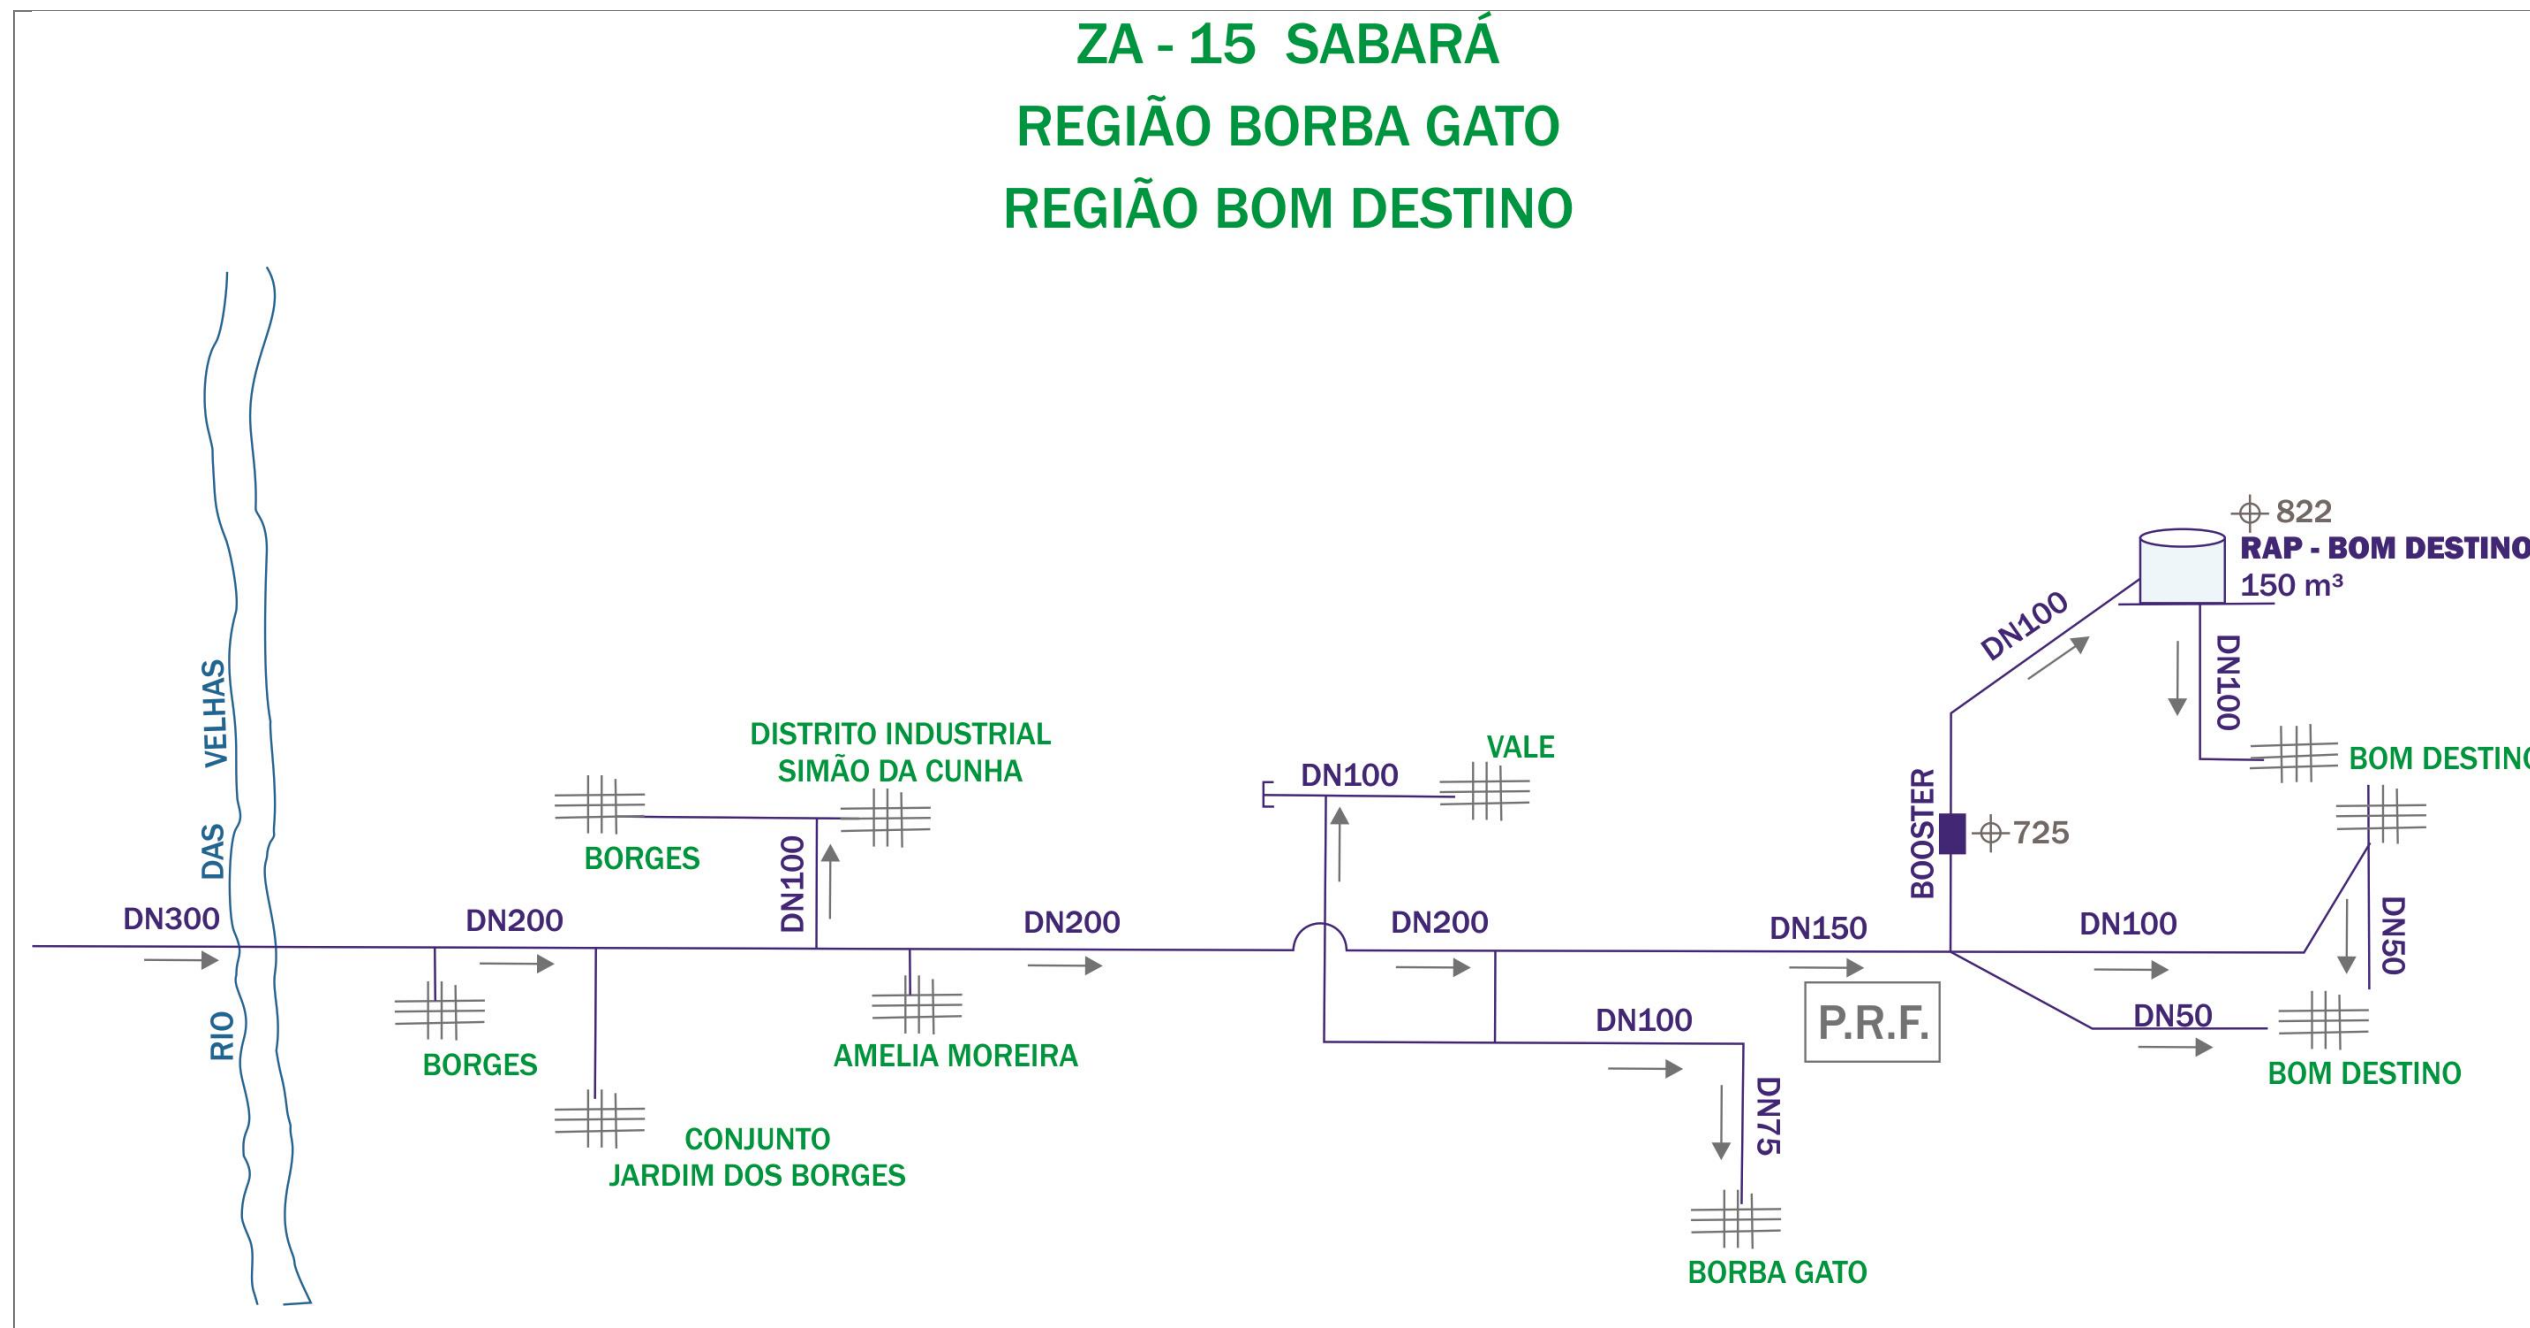 ZA - 15 SABARÁ
REGIÃO BORBA GATO
REGIÃO BOM DESTINO
822
RAP - BOM DESTINO
150 m³
DN100
DN100
RIO DAS VELHAS
DISTRITO INDUSTRIAL
SIMÃO DA CUNHA
VALE
DN100
BOM DESTINO
BORGES
DN100
BOOSTER
725
DN300
DN200
DN200
DN200
DN150
DN100
DN50
BORGES
AMELIA MOREIRA
DN100
P.R.F.
DN50
BOM DESTINO
CONJUNTO
JARDIM DOS BORGES
DN75
BORBA GATO